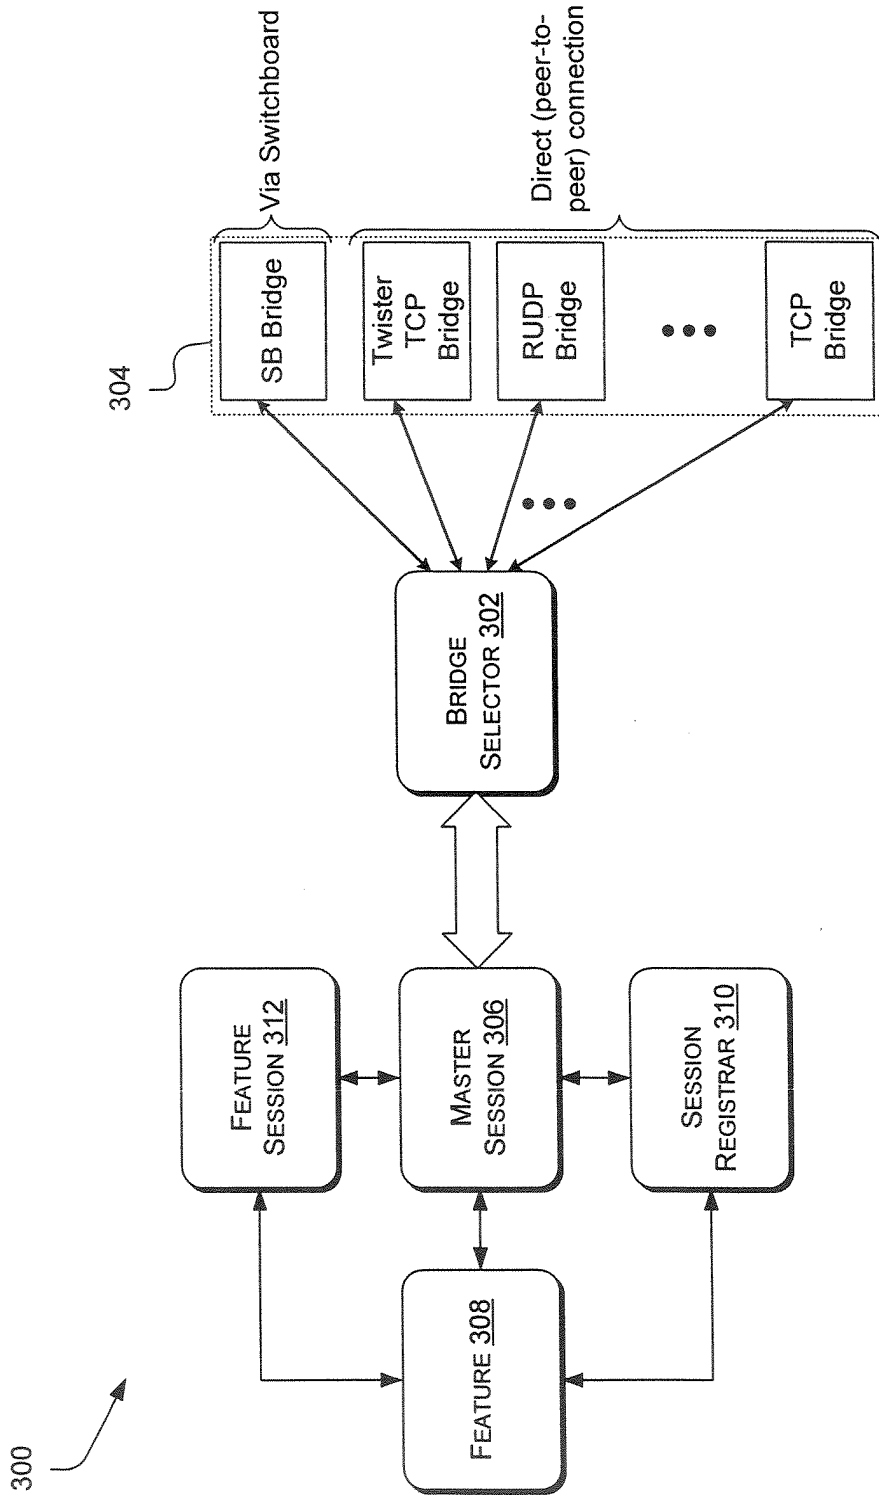 300
304
FEATURE
SESSION 312
FEATURE 308
MASTER
SESSION 306
SESSION
REGISTRAR 310
BRIDGE
SELECTOR 302
SB Bridge
Twister
TCP
Bridge
RUDP
Bridge
TCP
Bridge
Via Switchboard
Direct (peer-to-
peer) connection